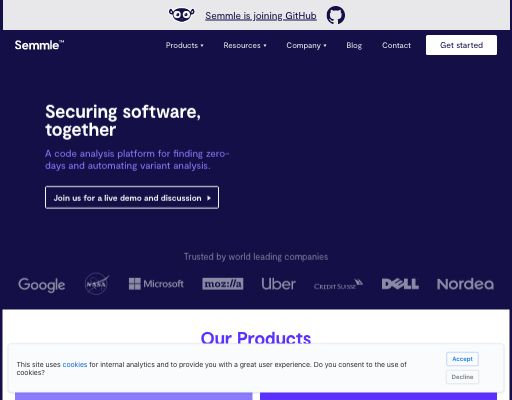 Semmle is joining GitHub
Semmle™
Products ▾ Resources ▾ Company ▾ Blog Contact Get started
Securing software,
together
A code analysis platform for finding zero-
days and automating variant analysis.
Join us for a live demo and discussion ▸
Trusted by world leading companies
Google NASA Microsoft moz://a Uber CREDIT SUISSE DELL Nordea
Our Products
This site uses cookies for internal analytics and to provide you with a great user experience. Do you consent to the use of
cookies?
Accept
Decline